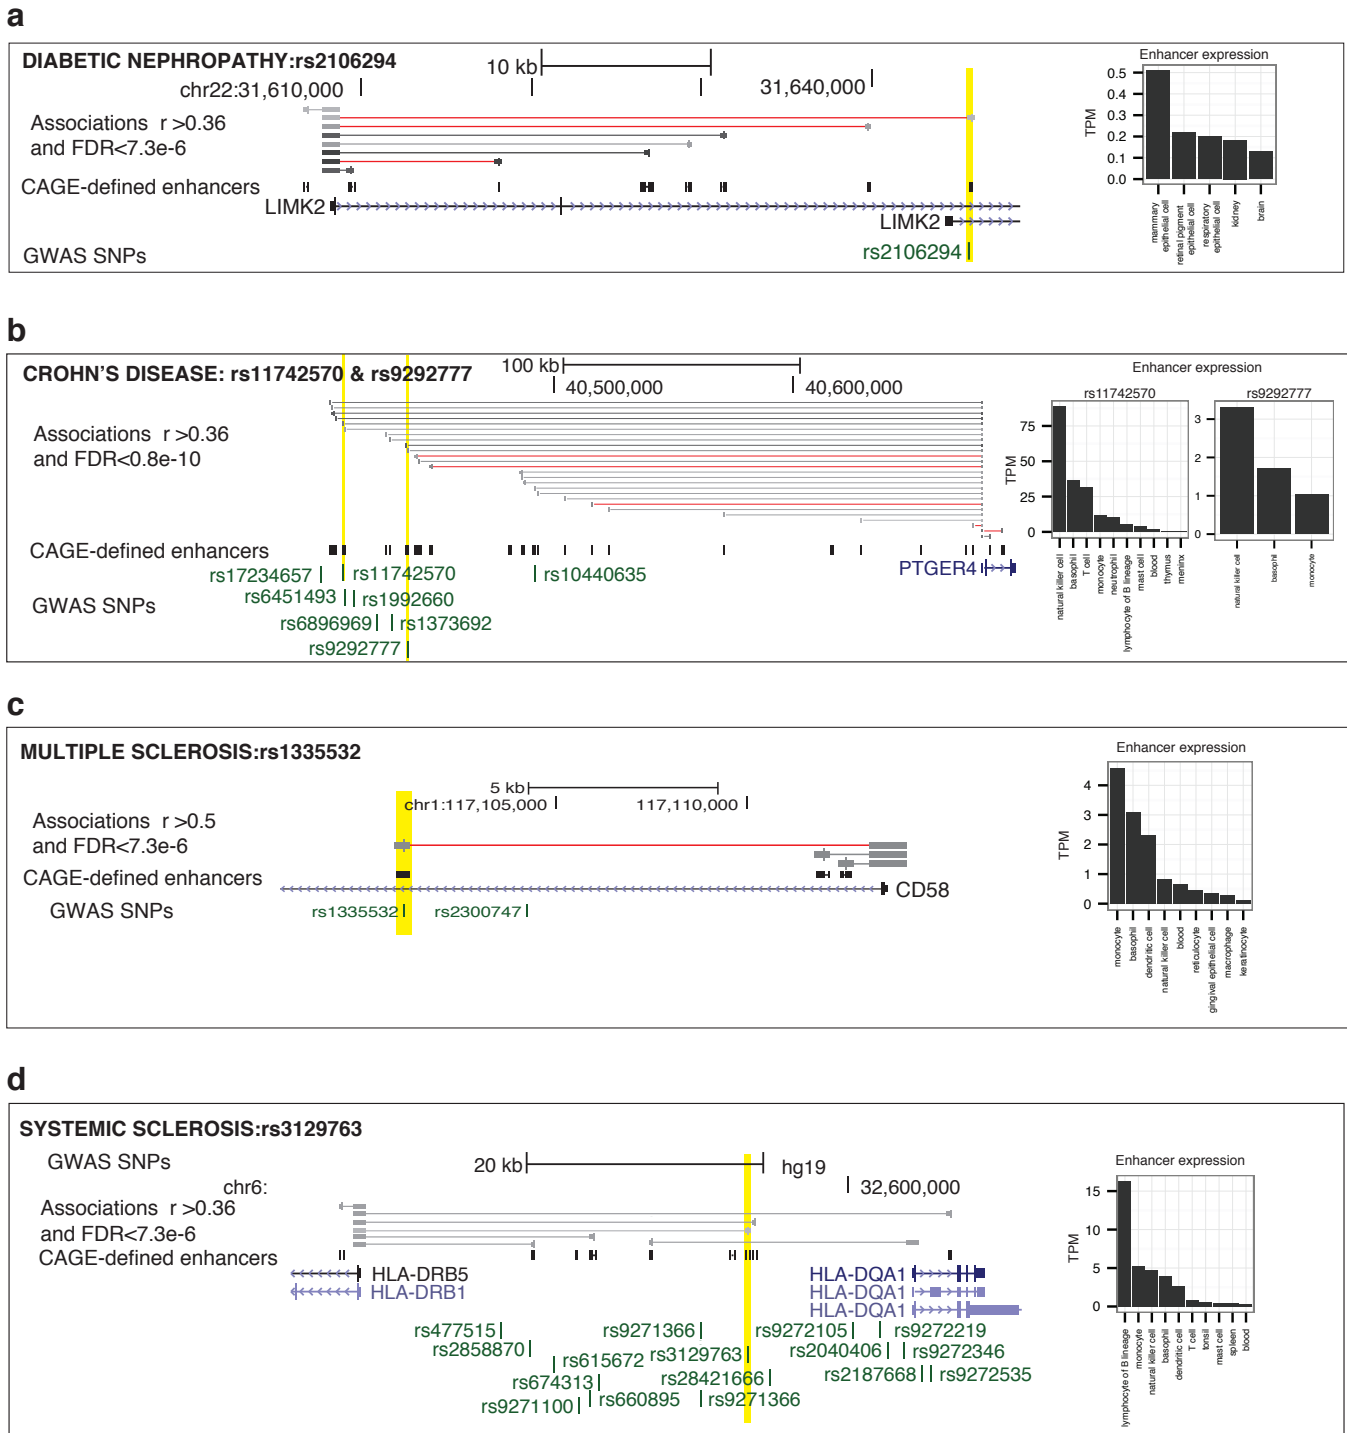 a
DIABETIC NEPHROPATHY:rs2106294
10 kb
chr22:31,610,000
31,640,000
Associations r >0.36
and FDR<7.3e-6
CAGE-defined enhancers
LIMK2
LIMK2
rs2106294
GWAS SNPs
Enhancer expression
TPM
0.5
0.4
0.3
0.2
0.1
0.0
mammary
epithelial cell
retinal pigment
epithelial cell
respiratory
epithelial cell
kidney
brain
b
CROHN'S DISEASE: rs11742570 & rs9292777
100 kb
40,500,000
40,600,000
Associations r >0.36
and FDR<0.8e-10
CAGE-defined enhancers
PTGER4
rs17234657
rs11742570
rs10440635
GWAS SNPs
rs6451493
rs1992660
rs6896969
rs1373692
rs9292777
Enhancer expression
rs11742570
rs9292777
TPM
75
50
25
0
natural killer cell
basophil
T cell
monocyte
neutrophil
lymphocyte of B lineage
mast cell
blood
thymus
meninx
3
2
1
0
natural killer cell
basophil
monocyte
c
MULTIPLE SCLEROSIS:rs1335532
5 kb
chr1:117,105,000
117,110,000
Associations r >0.5
and FDR<7.3e-6
CAGE-defined enhancers
CD58
GWAS SNPs
rs1335532
rs2300747
Enhancer expression
TPM
4
3
2
1
0
monocyte
basophil
dendritic cell
natural killer cell
blood
reticulocyte
gingival epithelial cell
macrophage
keratinocyte
d
SYSTEMIC SCLEROSIS:rs3129763
GWAS SNPs
20 kb
hg19
chr6:
32,600,000
Associations r >0.36
and FDR<7.3e-6
CAGE-defined enhancers
HLA-DRB5
HLA-DQA1
HLA-DRB1
HLA-DQA1
HLA-DQA1
rs477515
rs9271366
rs9272105
rs9272219
rs2858870
rs615672
rs3129763
rs2040406
rs9272346
rs674313
rs28421666
rs2187668
rs9272535
rs9271100
rs660895
rs9271366
Enhancer expression
TPM
15
10
5
0
lymphocyte of B lineage
monocyte
natural killer cell
basophil
dendritic cell
T cell
tonsil
mast cell
spleen
blood